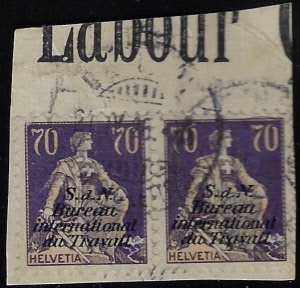 Labour
70 70 70 70
S.d.N. S.d.N.
Bureau Bureau
international international
du Travail du Travail
HELVETIA HELVETIA